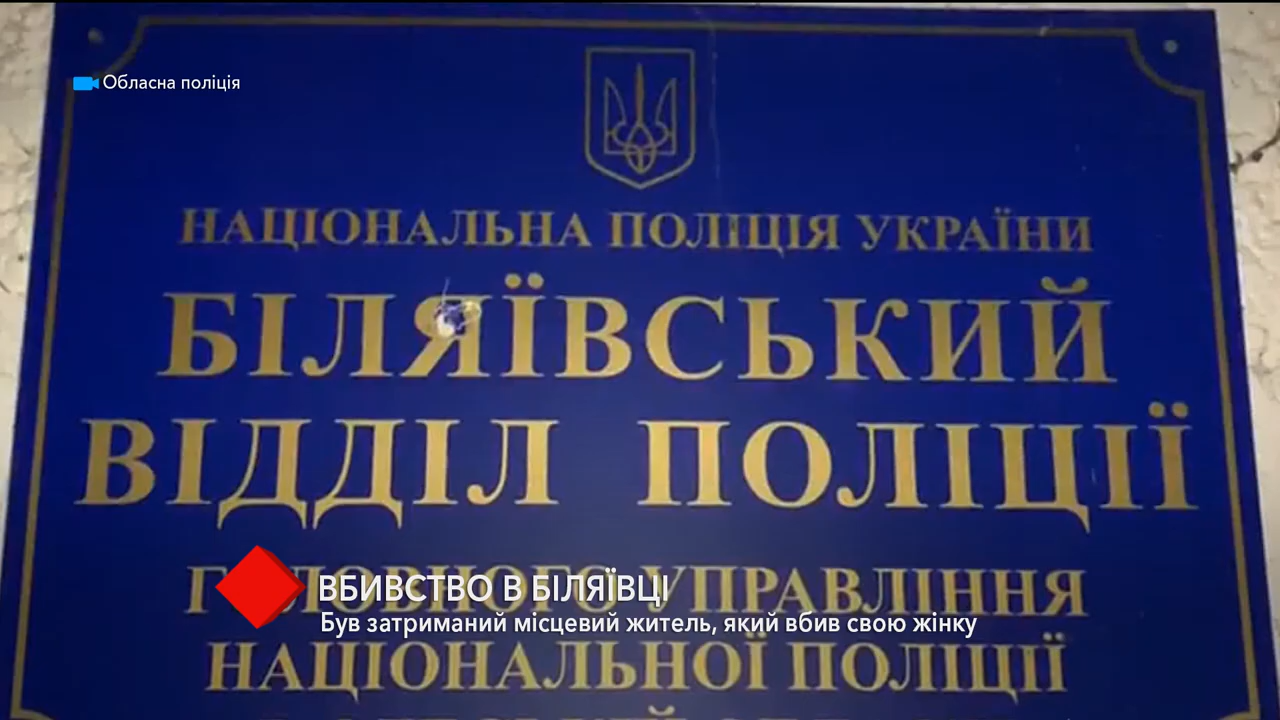 Обласна поліція
НАЦІОНАЛЬНА ПОЛІЦІЯ УКРАЇНИ
БІЛЯЇВСЬКИЙ
ВІДДІЛ ПОЛІЦІЇ
ГОЛОВНОГО УПРАВЛІННЯ
ВБИВСТВО В БІЛЯЇВЦІ
Був затриманий місцевий житель, який вбив свою жінку
НАЦІОНАЛЬНОЇ ПОЛІЦІЇ